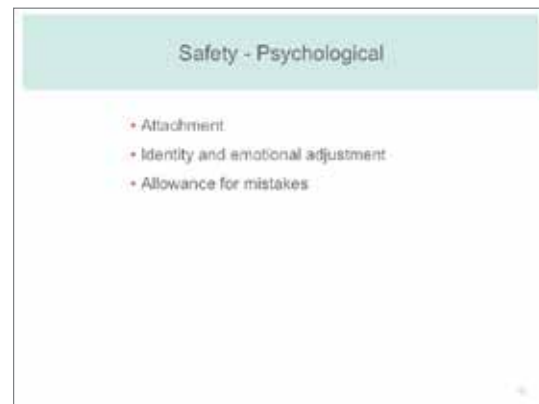 Safety - Psychological
• Attachment
• Identity and emotional adjustment
• Allowance for mistakes